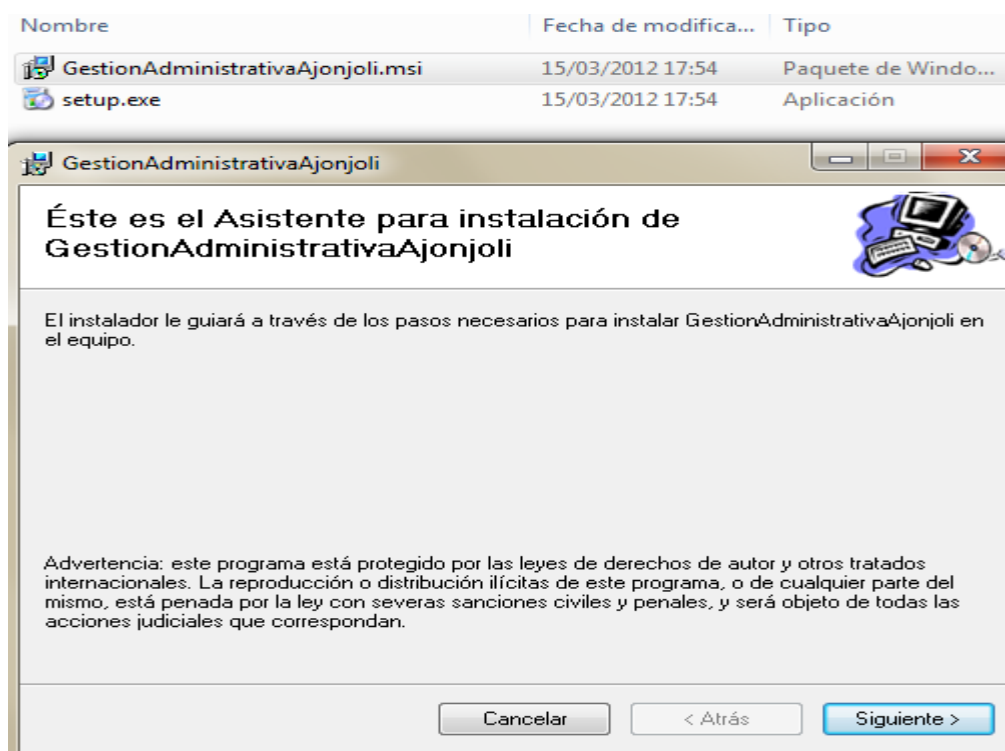 Nombre Fecha de modifica... Tipo
GestionAdministrativaAjonjoli.msi 15/03/2012 17:54 Paquete de Windo...
setup.exe 15/03/2012 17:54 Aplicación
GestionAdministrativaAjonjoli
Éste es el Asistente para instalación de
GestionAdministrativaAjonjoli
El instalador le guiará a través de los pasos necesarios para instalar GestionAdministrativaAjonjoli en
el equipo.
Advertencia: este programa está protegido por las leyes de derechos de autor y otros tratados
internacionales. La reproducción o distribución ilícitas de este programa, o de cualquier parte del
mismo, está penada por la ley con severas sanciones civiles y penales, y será objeto de todas las
acciones judiciales que correspondan.
Cancelar < Atrás Siguiente >